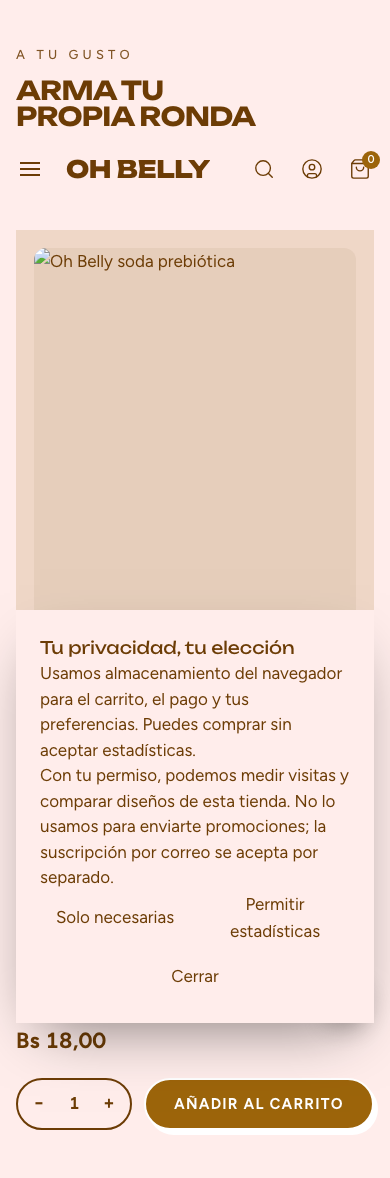 A TU GUSTO
ARMA TU
PROPIA RONDA
OH BELLY
0
Oh Belly soda prebiótica
Tu privacidad, tu elección
Usamos almacenamiento del navegador
para el carrito, el pago y tus
preferencias. Puedes comprar sin
aceptar estadísticas.
Con tu permiso, podemos medir visitas y
comparar diseños de esta tienda. No lo
usamos para enviarte promociones; la
suscripción por correo se acepta por
separado.
Solo necesarias
Permitir
estadísticas
Cerrar
Bs 18,00
− 1 +
AÑADIR AL CARRITO